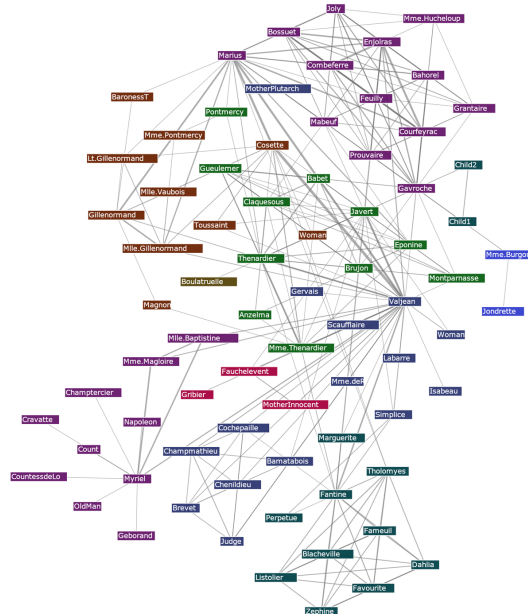 Joly
Mme.Hucheloup
Bossuet
Enjolras
Marius
Combeferre
Bahorel
MotherPlutarch
BaronessT
Feuilly
Grantaire
Pontmercy
Mabeuf
Courfeyrac
Mme.Pontmercy
Cosette
Prouvaire
Lt.Gillenormand
Gueulemer
Babet
Child2
Mlle.Vaubois
Claquesous
Gavroche
Gillenormand
Javert
Child1
Toussaint
Woman
Mlle.Gillenormand
Eponine
Mme.Burgon
Thenardier
Brujon
Montparnasse
Boulatruelle
Gervais
Magnon
Valjean
Anzelma
Jondrette
Scaufflaire
Mlle.Baptistine
Woman
Mme.Thenardier
Mme.Magloire
Labarre
Fauchelevent
Mme.deR
Champtercier
Gribier
Isabeau
MotherInnocent
Cravatte
Napoleon
Simplice
Cochepaille
Count
Champmathieu
Marguerite
CountessdeLo
Myriel
Bamatabois
Tholomyes
Chenildieu
OldMan
Brevet
Fantine
Perpetue
Geborand
Judge
Fameuil
Blacheville
Dahlia
Listolier
Favourite
Zephine